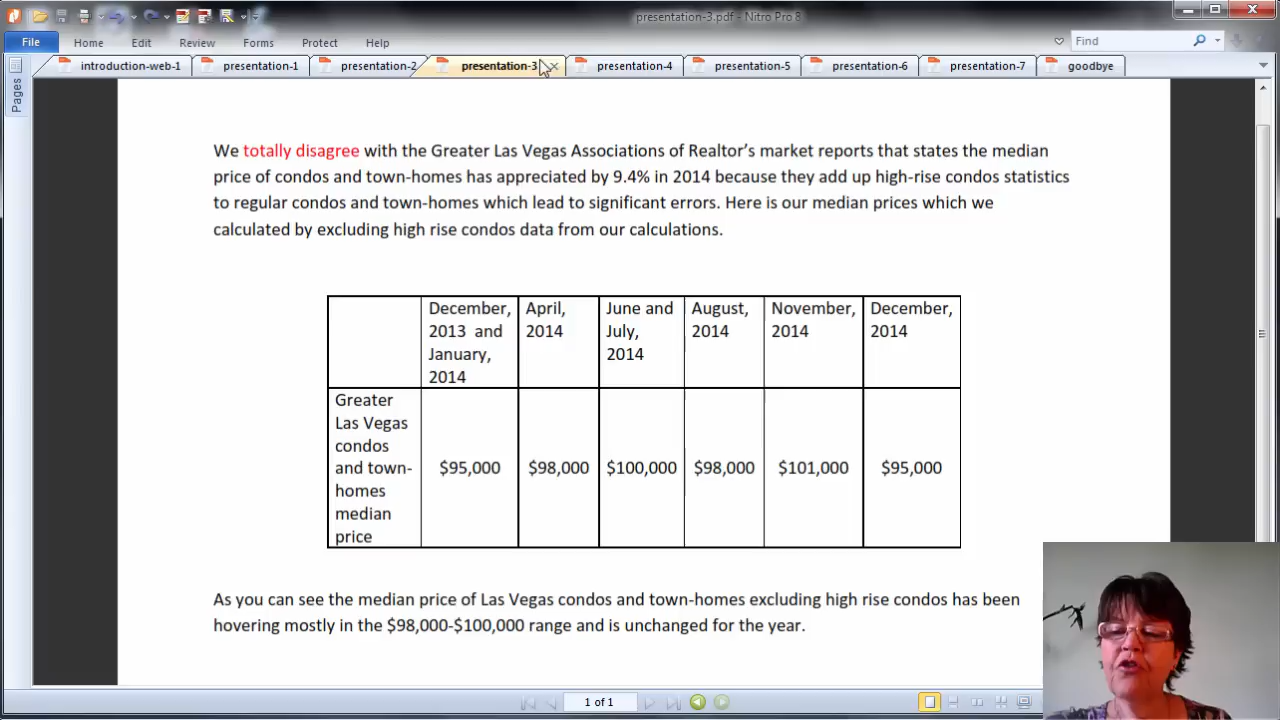 presentation-3.pdf - Nitro Pro 8
File Home Edit Review Forms Protect Help Find
introduction-web-1 presentation-1 presentation-2 presentation-3 presentation-4 presentation-5 presentation-6 presentation-7 goodbye
Pages
We totally disagree with the Greater Las Vegas Associations of Realtor's market reports that states the median
price of condos and town-homes has appreciated by 9.4% in 2014 because they add up high-rise condos statistics
to regular condos and town-homes which lead to significant errors. Here is our median prices which we
calculated by excluding high rise condos data from our calculations.
December, 2013 and January, 2014
April, 2014
June and July, 2014
August, 2014
November, 2014
December, 2014
Greater
Las Vegas
condos
and town-
homes
median
price
$95,000 $98,000 $100,000 $98,000 $101,000 $95,000
As you can see the median price of Las Vegas condos and town-homes excluding high rise condos has been
hovering mostly in the $98,000-$100,000 range and is unchanged for the year.
1 of 1